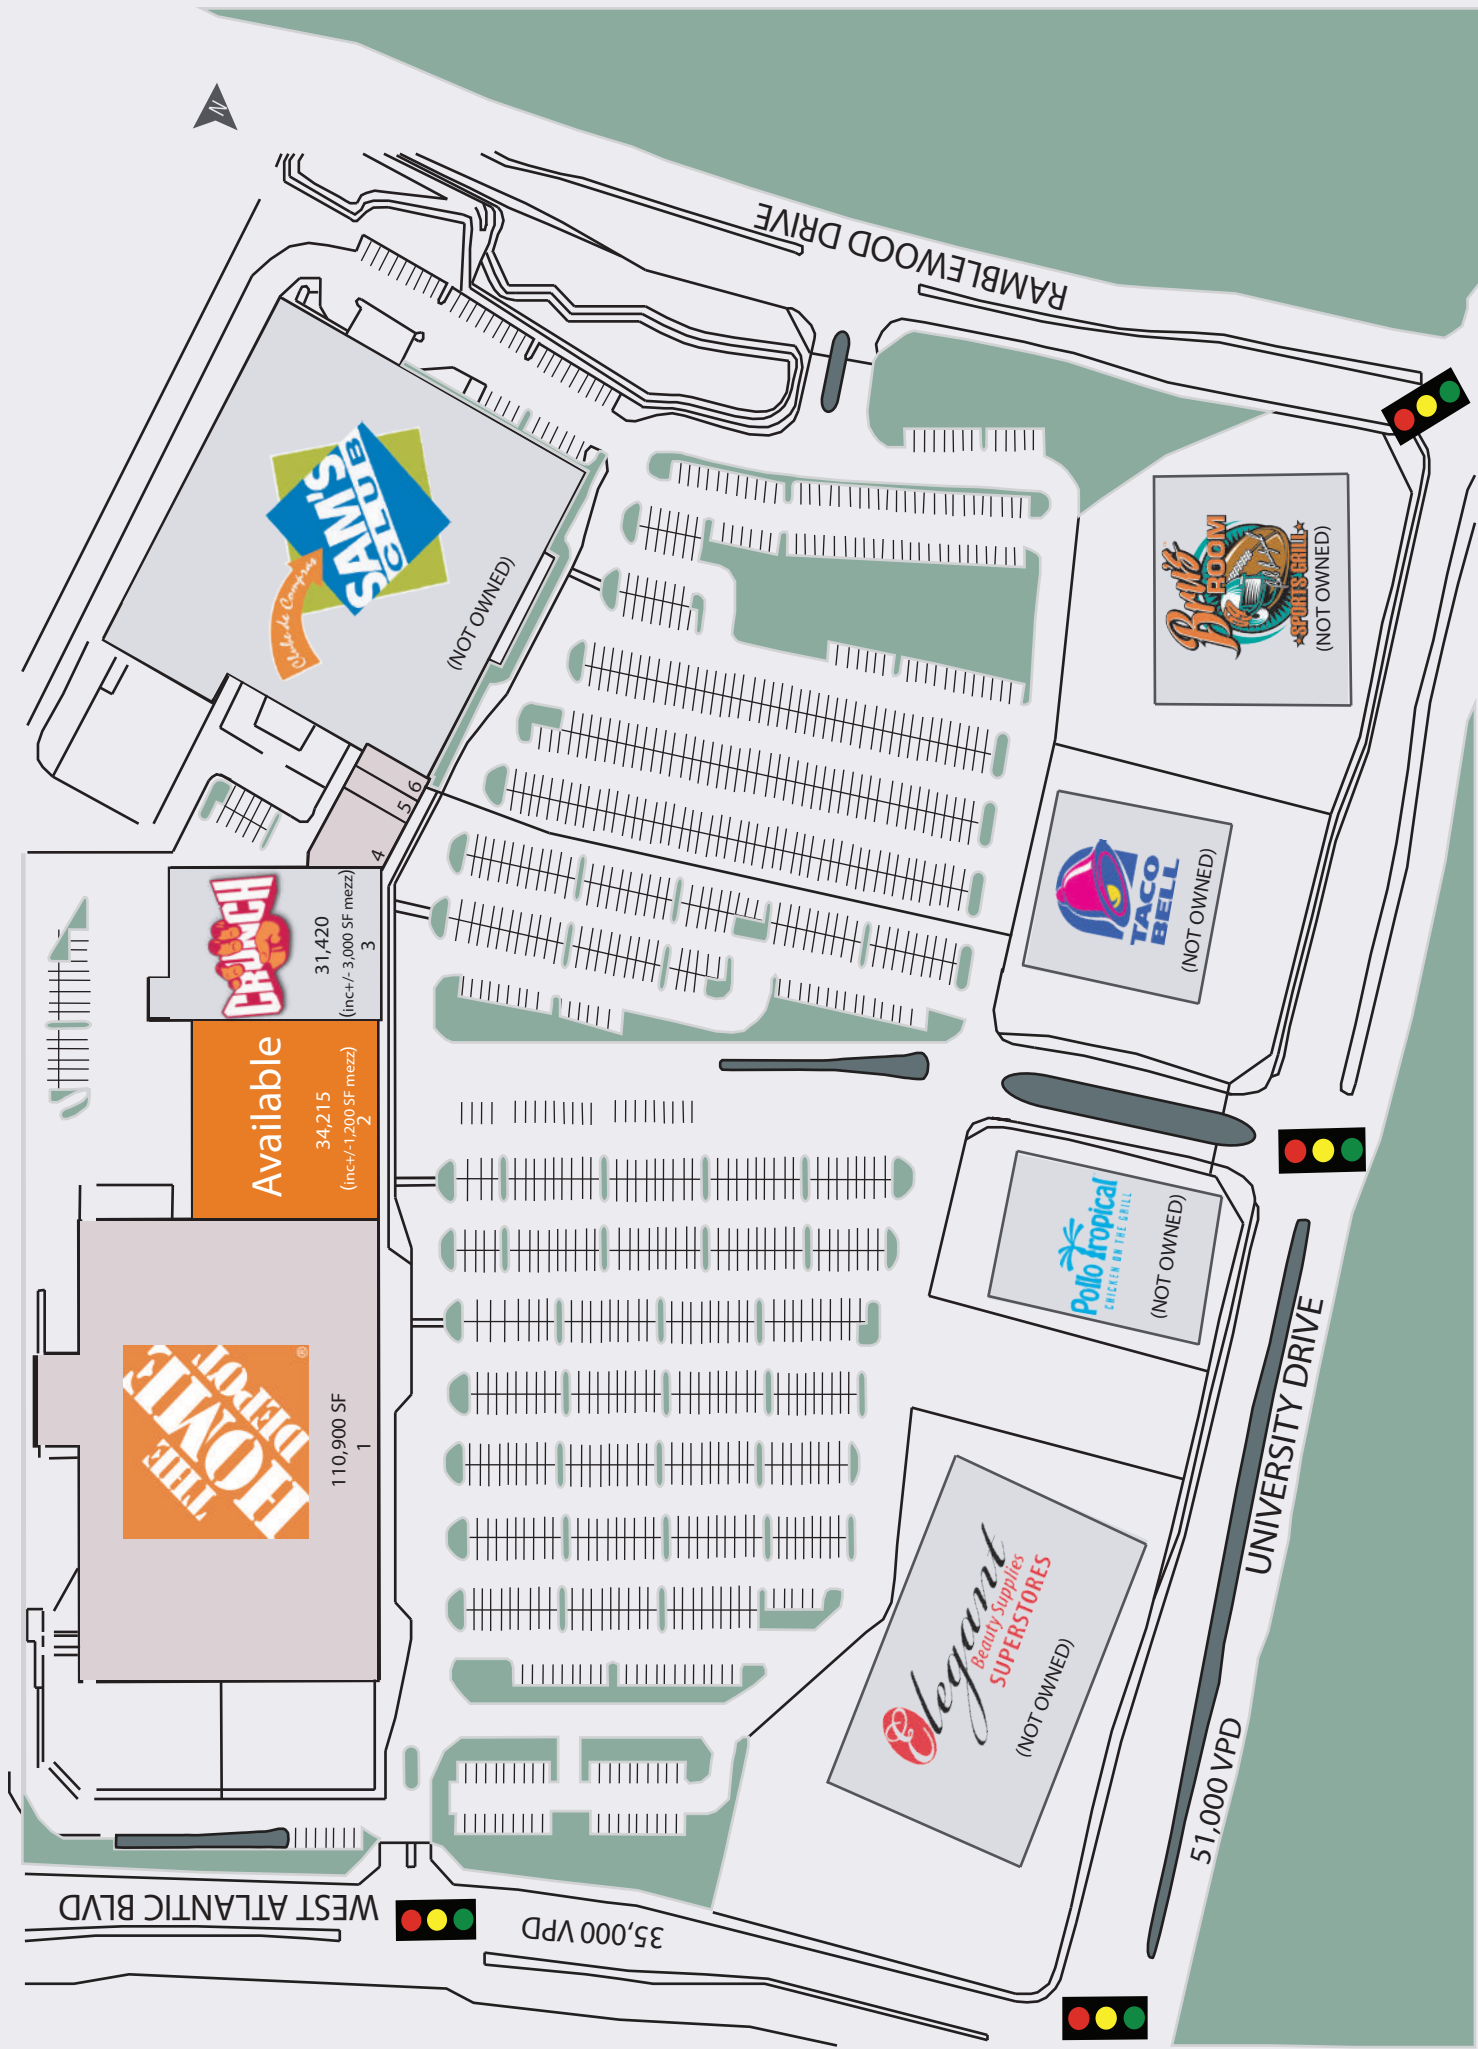 N
RAMBLEWOOD DRIVE
Clube de Compras
SAM'S
CLUB
(NOT OWNED)
Bru's
ROOM
SPORTS GRILL
(NOT OWNED)
6
5
4
CRUNCH
31,420
(inc+/- 3,000 SF mezz)
3
TACO
BELL
(NOT OWNED)
Available
34,215
(inc+/-1,200 SF mezz)
2
Pollo Tropical
CHICKEN ON THE GRILL
(NOT OWNED)
THE
HOME
DEPOT
®
110,900 SF
1
UNIVERSITY DRIVE
51,000 VPD
Elegant
Beauty Supplies
SUPERSTORES
(NOT OWNED)
WEST ATLANTIC BLVD
35,000 VPD